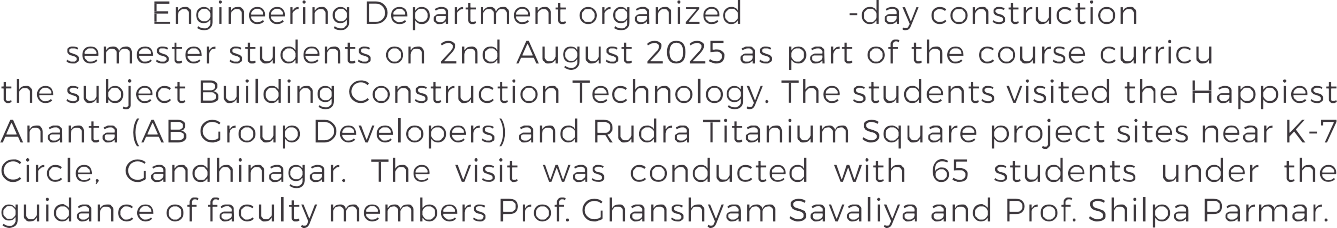 Engineering Department organized -day construction
semester students on 2nd August 2025 as part of the course curricu
the subject Building Construction Technology. The students visited the Happiest
Ananta (AB Group Developers) and Rudra Titanium Square project sites near K-7
Circle, Gandhinagar. The visit was conducted with 65 students under the
guidance of faculty members Prof. Ghanshyam Savaliya and Prof. Shilpa Parmar.